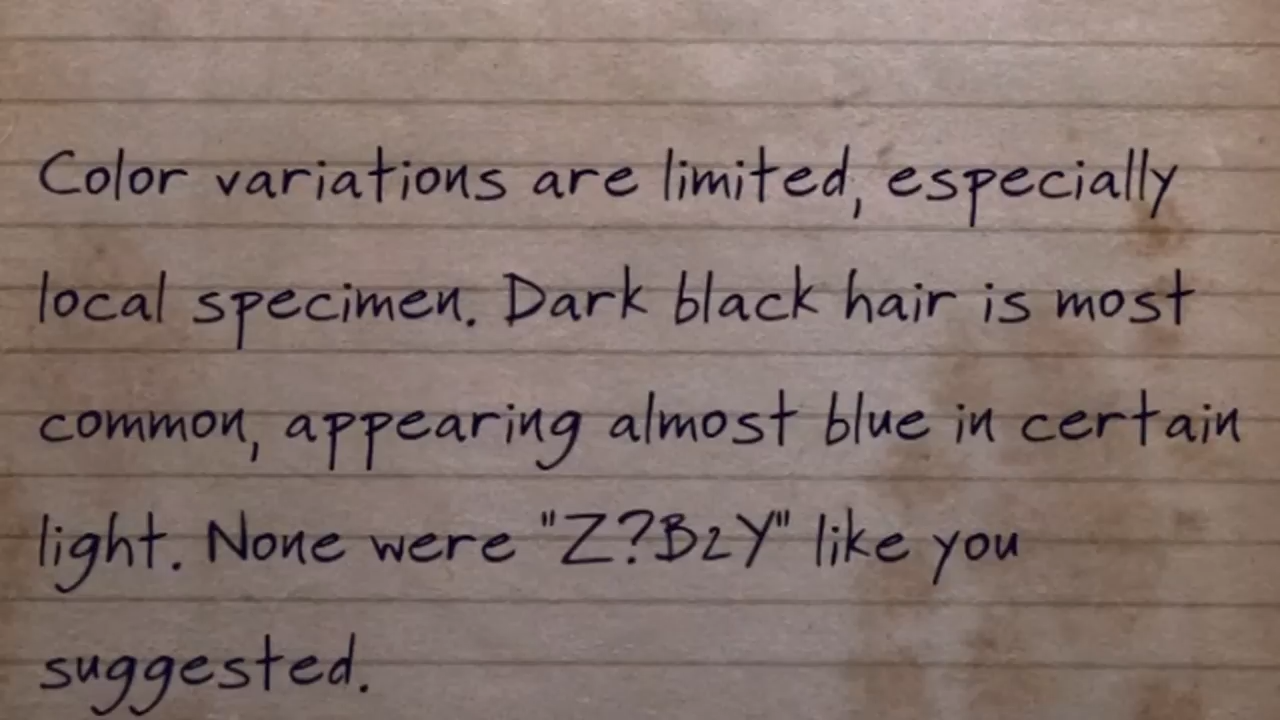 Color variations are limited, especially
local specimen. Dark black hair is most
common, appearing almost blue in certain
light. None were "Z?B2Y" like you
suggested.